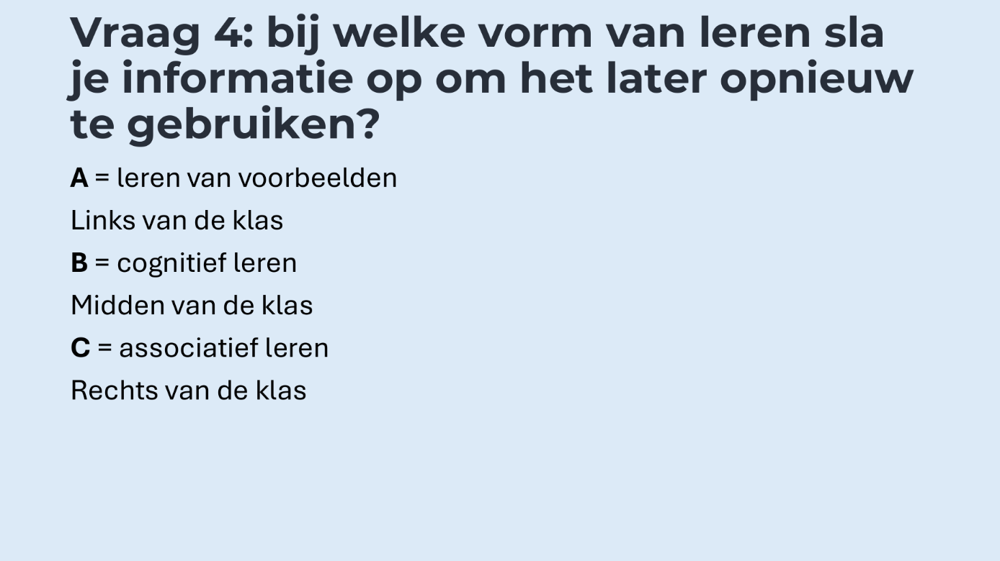 Vraag 4: bij welke vorm van leren sla
je informatie op om het later opnieuw
te gebruiken?
A = leren van voorbeelden
Links van de klas
B = cognitief leren
Midden van de klas
C = associatief leren
Rechts van de klas